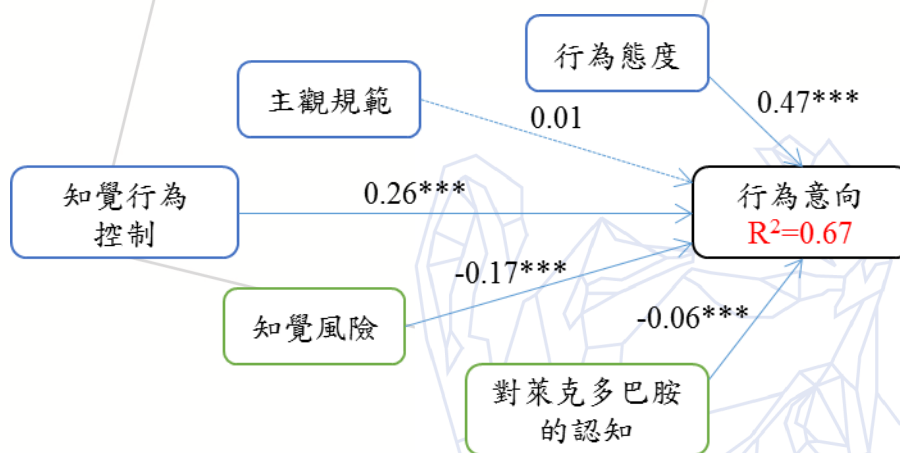 行為態度
0.47***
主觀規範
0.01
知覺行為
控制
0.26***
行為意向
R²=0.67
-0.17***
知覺風險
-0.06***
對萊克多巴胺
的認知